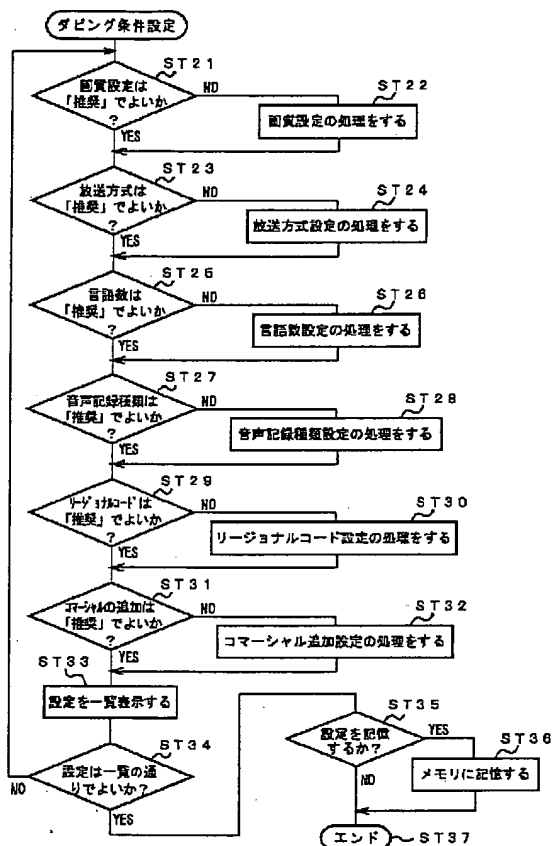 ダビング条件設定
ST21
画質設定は
「推奨」でよいか
?
NO
YES
ST22
画質設定の処理をする
ST23
放送方式は
「推奨」でよいか
?
NO
YES
ST24
放送方式設定の処理をする
ST25
言語数は
「推奨」でよいか
?
NO
YES
ST26
言語数設定の処理をする
ST27
音声記録種類は
「推奨」でよいか
?
NO
YES
ST28
音声記録種類設定の処理をする
ST29
リージョナルコードは
「推奨」でよいか
?
NO
YES
ST30
リージョナルコード設定の処理をする
ST31
コマーシャルの追加は
「推奨」でよいか
?
NO
YES
ST32
コマーシャル追加設定の処理をする
ST33
設定を一覧表示する
ST34
設定は一覧の通
りでよいか?
NO
YES
ST35
設定を記憶
するか?
YES
NO
ST36
メモリに記憶する
エンド
ST37